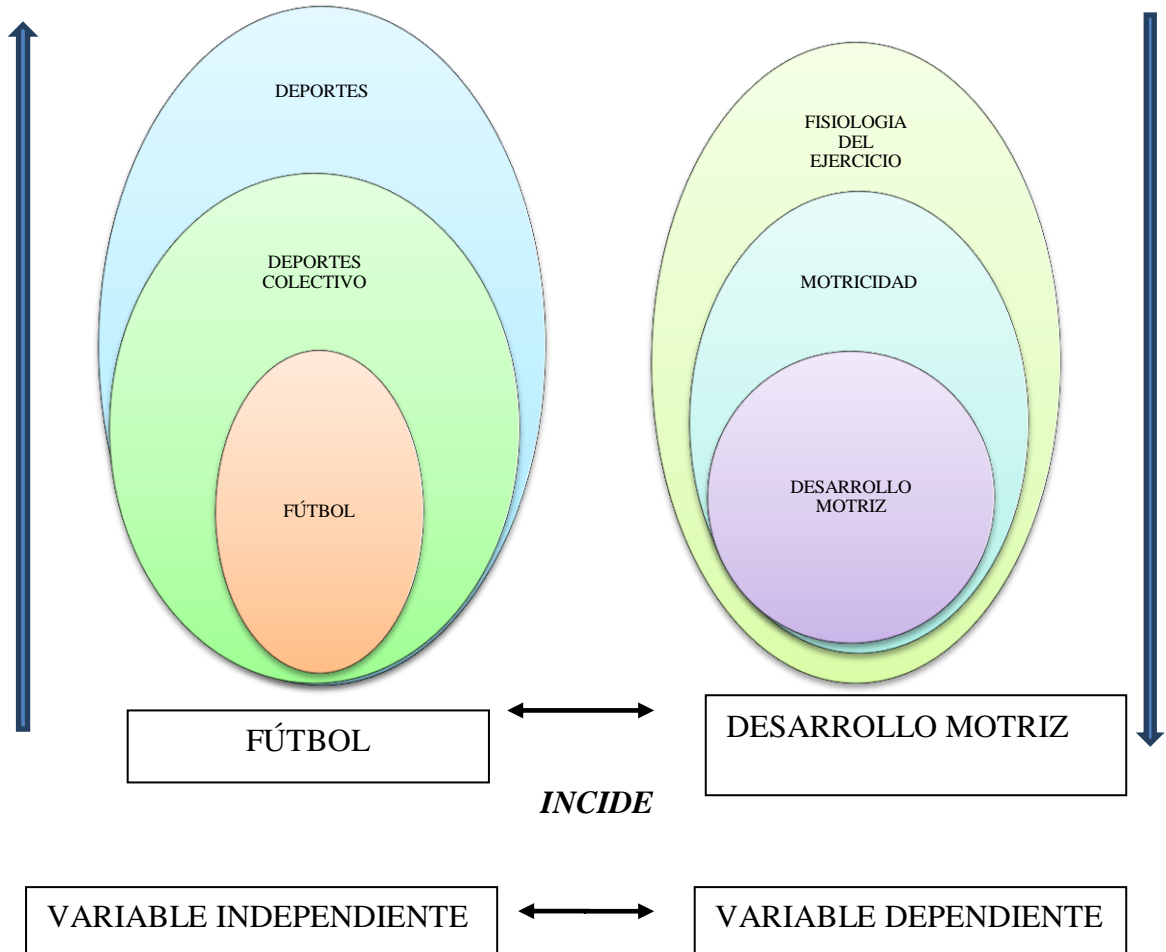 DEPORTES
DEPORTES
COLECTIVO
FÚTBOL
FISIOLOGIA
DEL
EJERCICIO
MOTRICIDAD
DESARROLLO
MOTRIZ
FÚTBOL
DESARROLLO MOTRIZ
INCIDE
VARIABLE INDEPENDIENTE
VARIABLE DEPENDIENTE